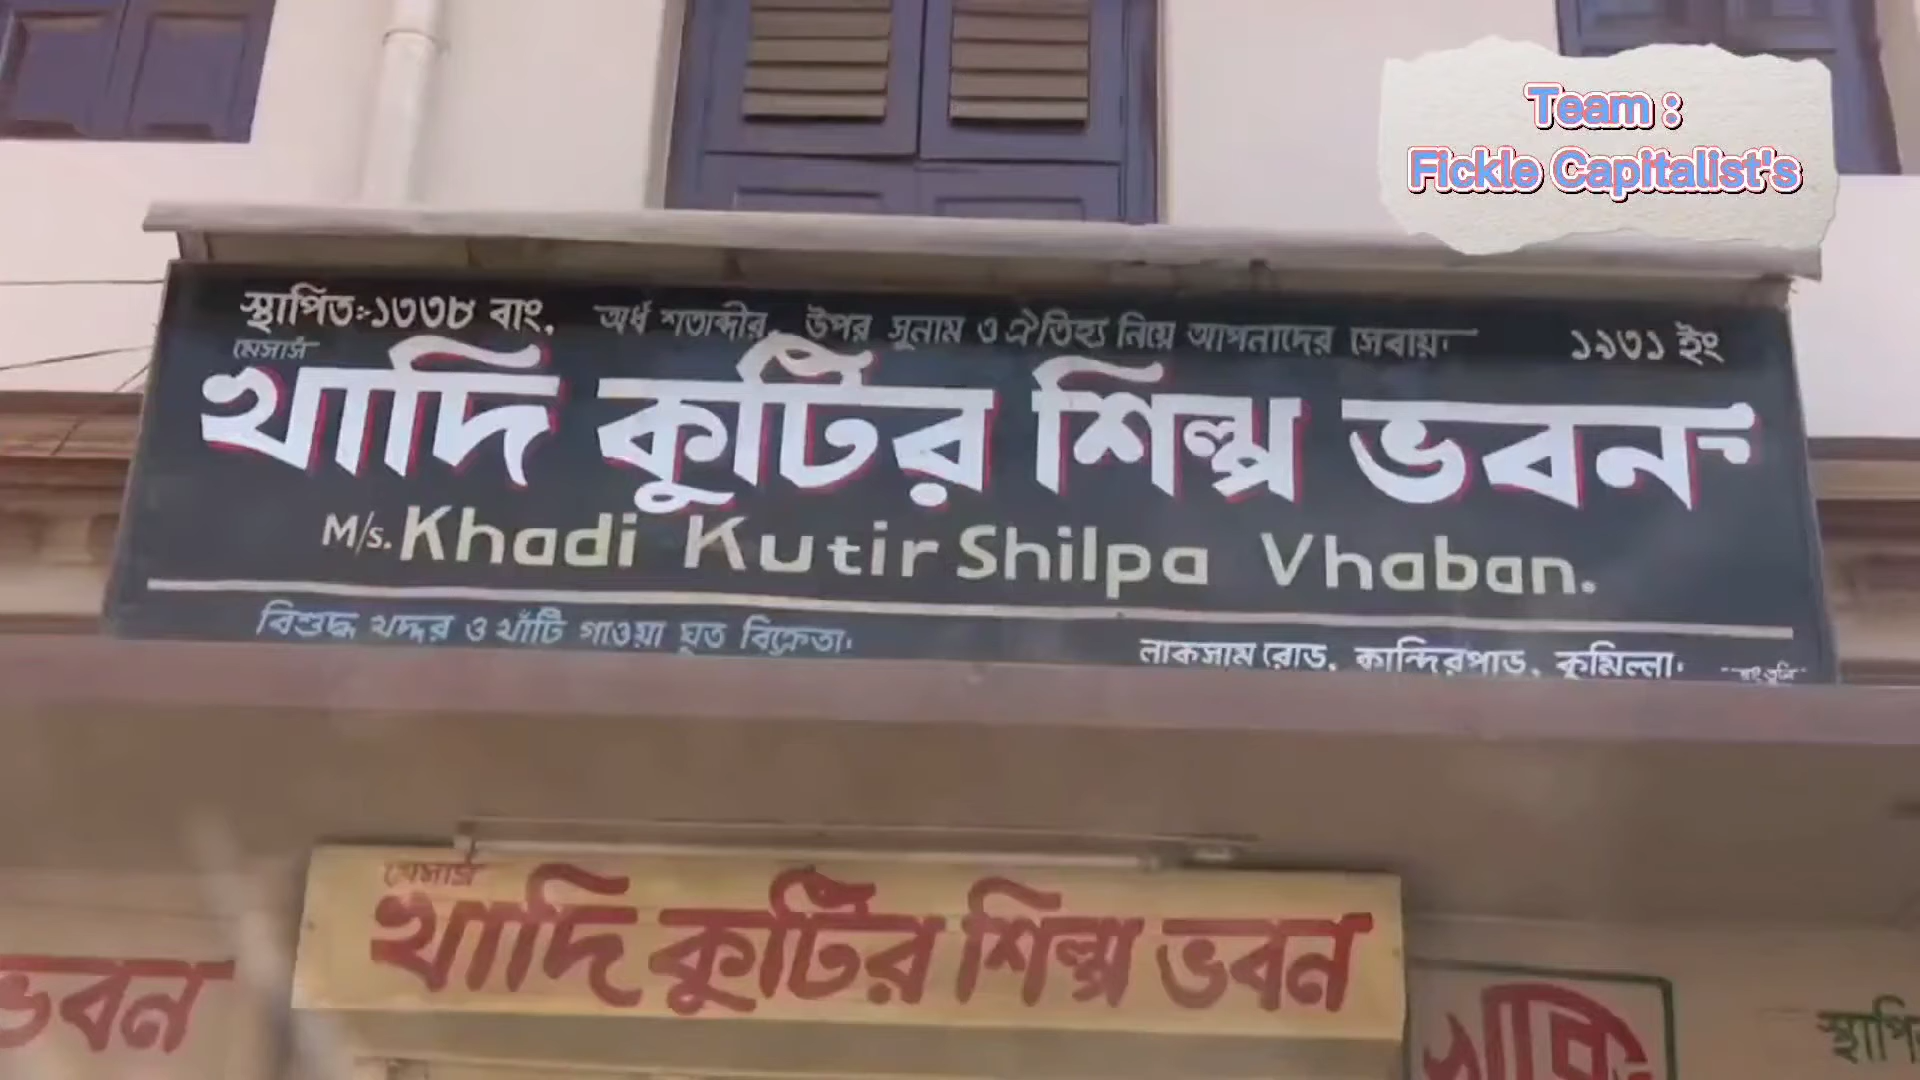 Team :
Fickle Capitalist's
স্থাপিতঃ-১৩৩৮ বাং. অর্ধ শতাব্দীর উপর সুনাম ও ঐতিহ্য নিয়ে আপনাদের সেবায়। ১৯৩১ ইং
মেসার্স
খাদি কুটির শিল্প ভবন
M/s. Khadi Kutir Shilpa Vhaban.
বিশুদ্ধ খদ্দর ও খাঁটি গাওয়া ঘৃত বিক্রেতা।
লাকসাম রোড, কান্দিরপাড়, কুমিল্লা।
মেসার্স
খাদি কুটির শিল্প ভবন
ভবন